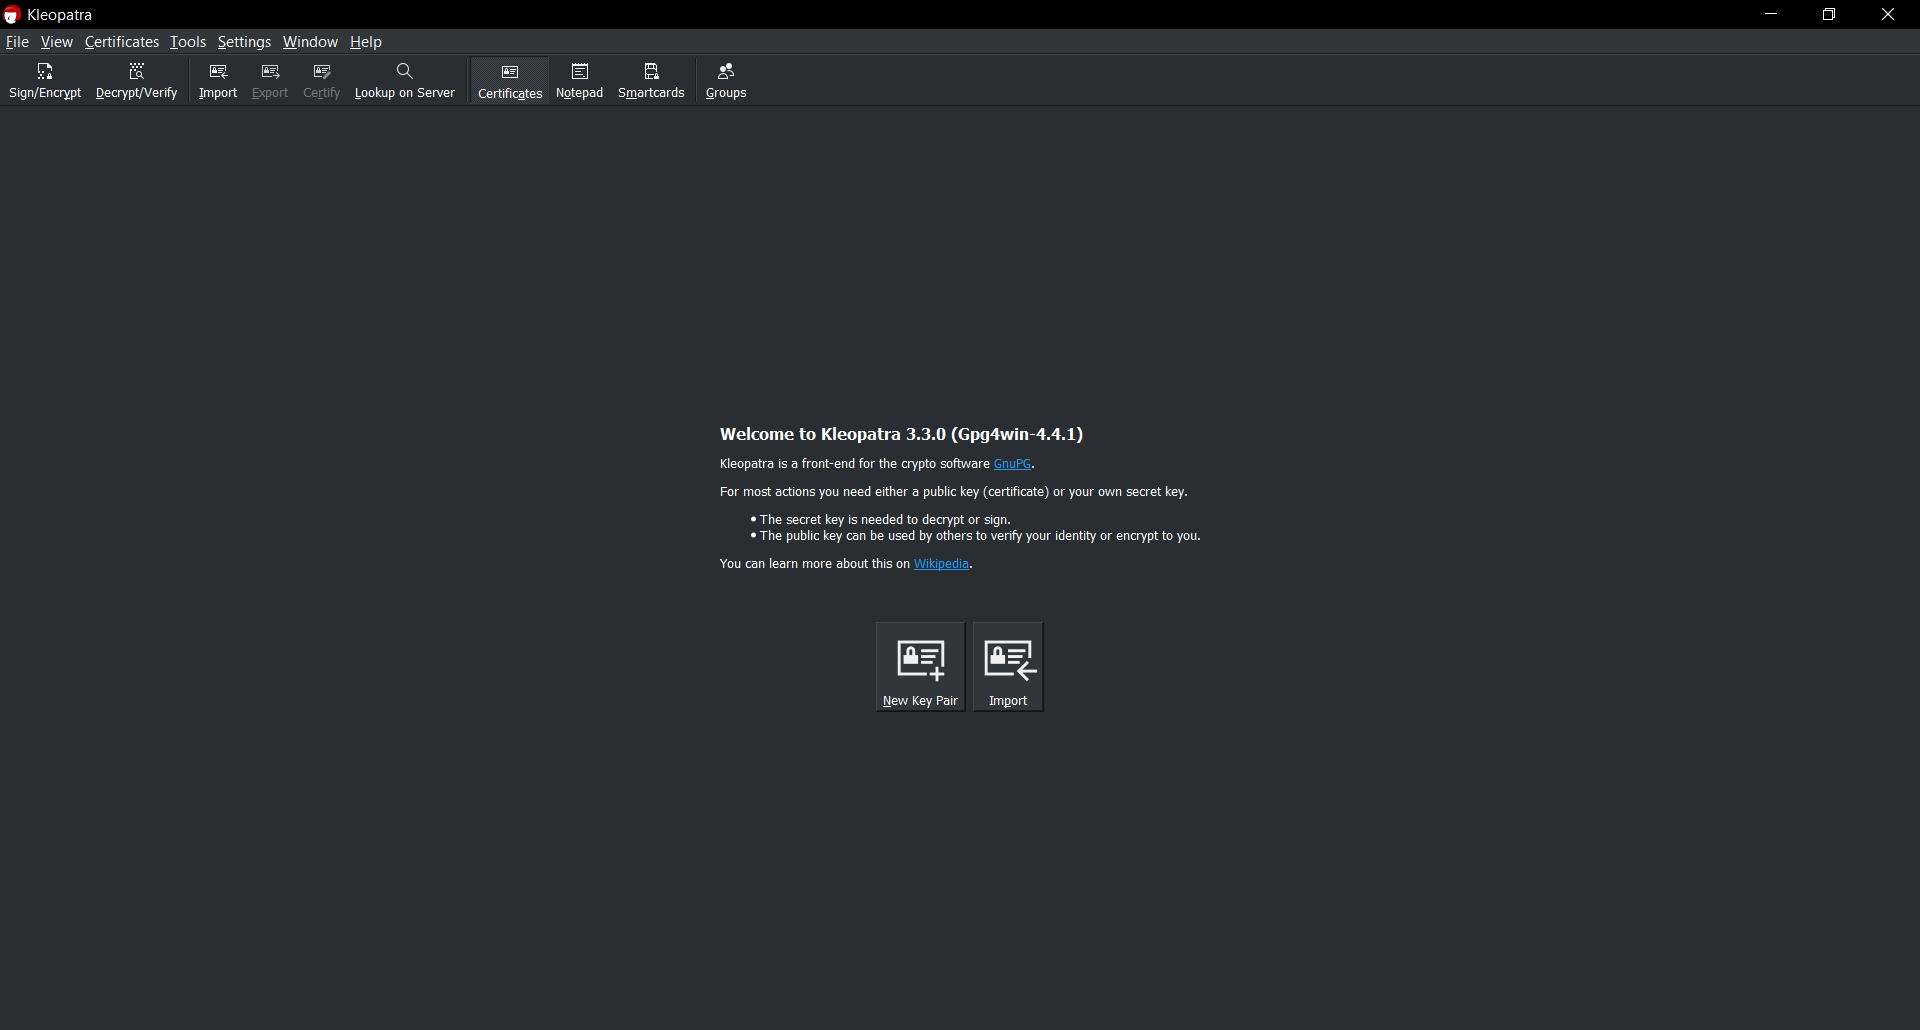 Kleopatra
File View Certificates Tools Settings Window Help
Sign/Encrypt Decrypt/Verify Import Export Certify Lookup on Server Certificates Notepad Smartcards Groups
Welcome to Kleopatra 3.3.0 (Gpg4win-4.4.1)
Kleopatra is a front-end for the crypto software GnuPG.
For most actions you need either a public key (certificate) or your own secret key.
• The secret key is needed to decrypt or sign.
• The public key can be used by others to verify your identity or encrypt to you.
You can learn more about this on Wikipedia.
New Key Pair Import